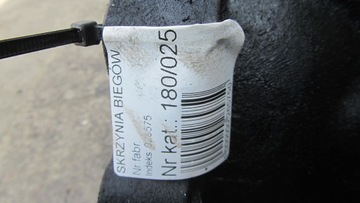 SKRZYNIA BIEGÓW
Nr fabr
Indeks
Nr kat.: 180/025